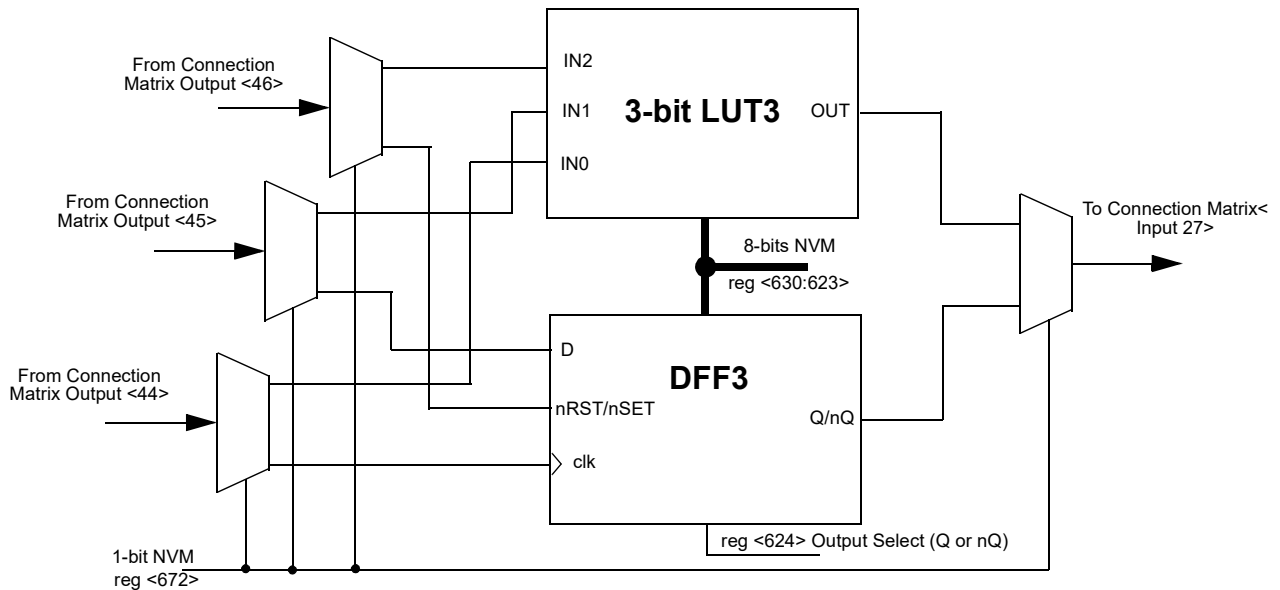 From Connection
Matrix Output <46>
IN2
IN1
IN0
3-bit LUT3
OUT
From Connection
Matrix Output <45>
To Connection Matrix<
Input 27>
8-bits NVM
reg <630:623>
From Connection
Matrix Output <44>
D
DFF3
nRST/nSET
Q/nQ
clk
reg <624> Output Select (Q or nQ)
1-bit NVM
reg <672>